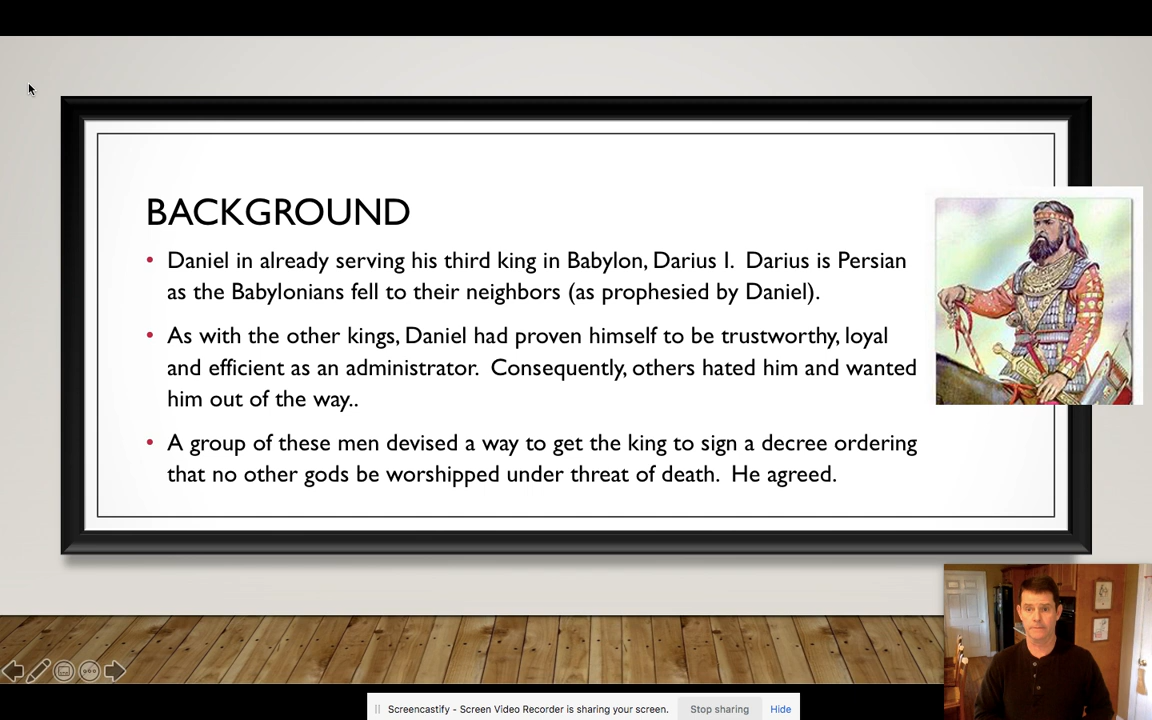 BACKGROUND
• Daniel in already serving his third king in Babylon, Darius I.  Darius is Persian
as the Babylonians fell to their neighbors (as prophesied by Daniel).
• As with the other kings, Daniel had proven himself to be trustworthy, loyal
and efficient as an administrator.  Consequently, others hated him and wanted
him out of the way..
• A group of these men devised a way to get the king to sign a decree ordering
that no other gods be worshipped under threat of death.  He agreed.
Screencastify - Screen Video Recorder is sharing your screen. Stop sharing Hide